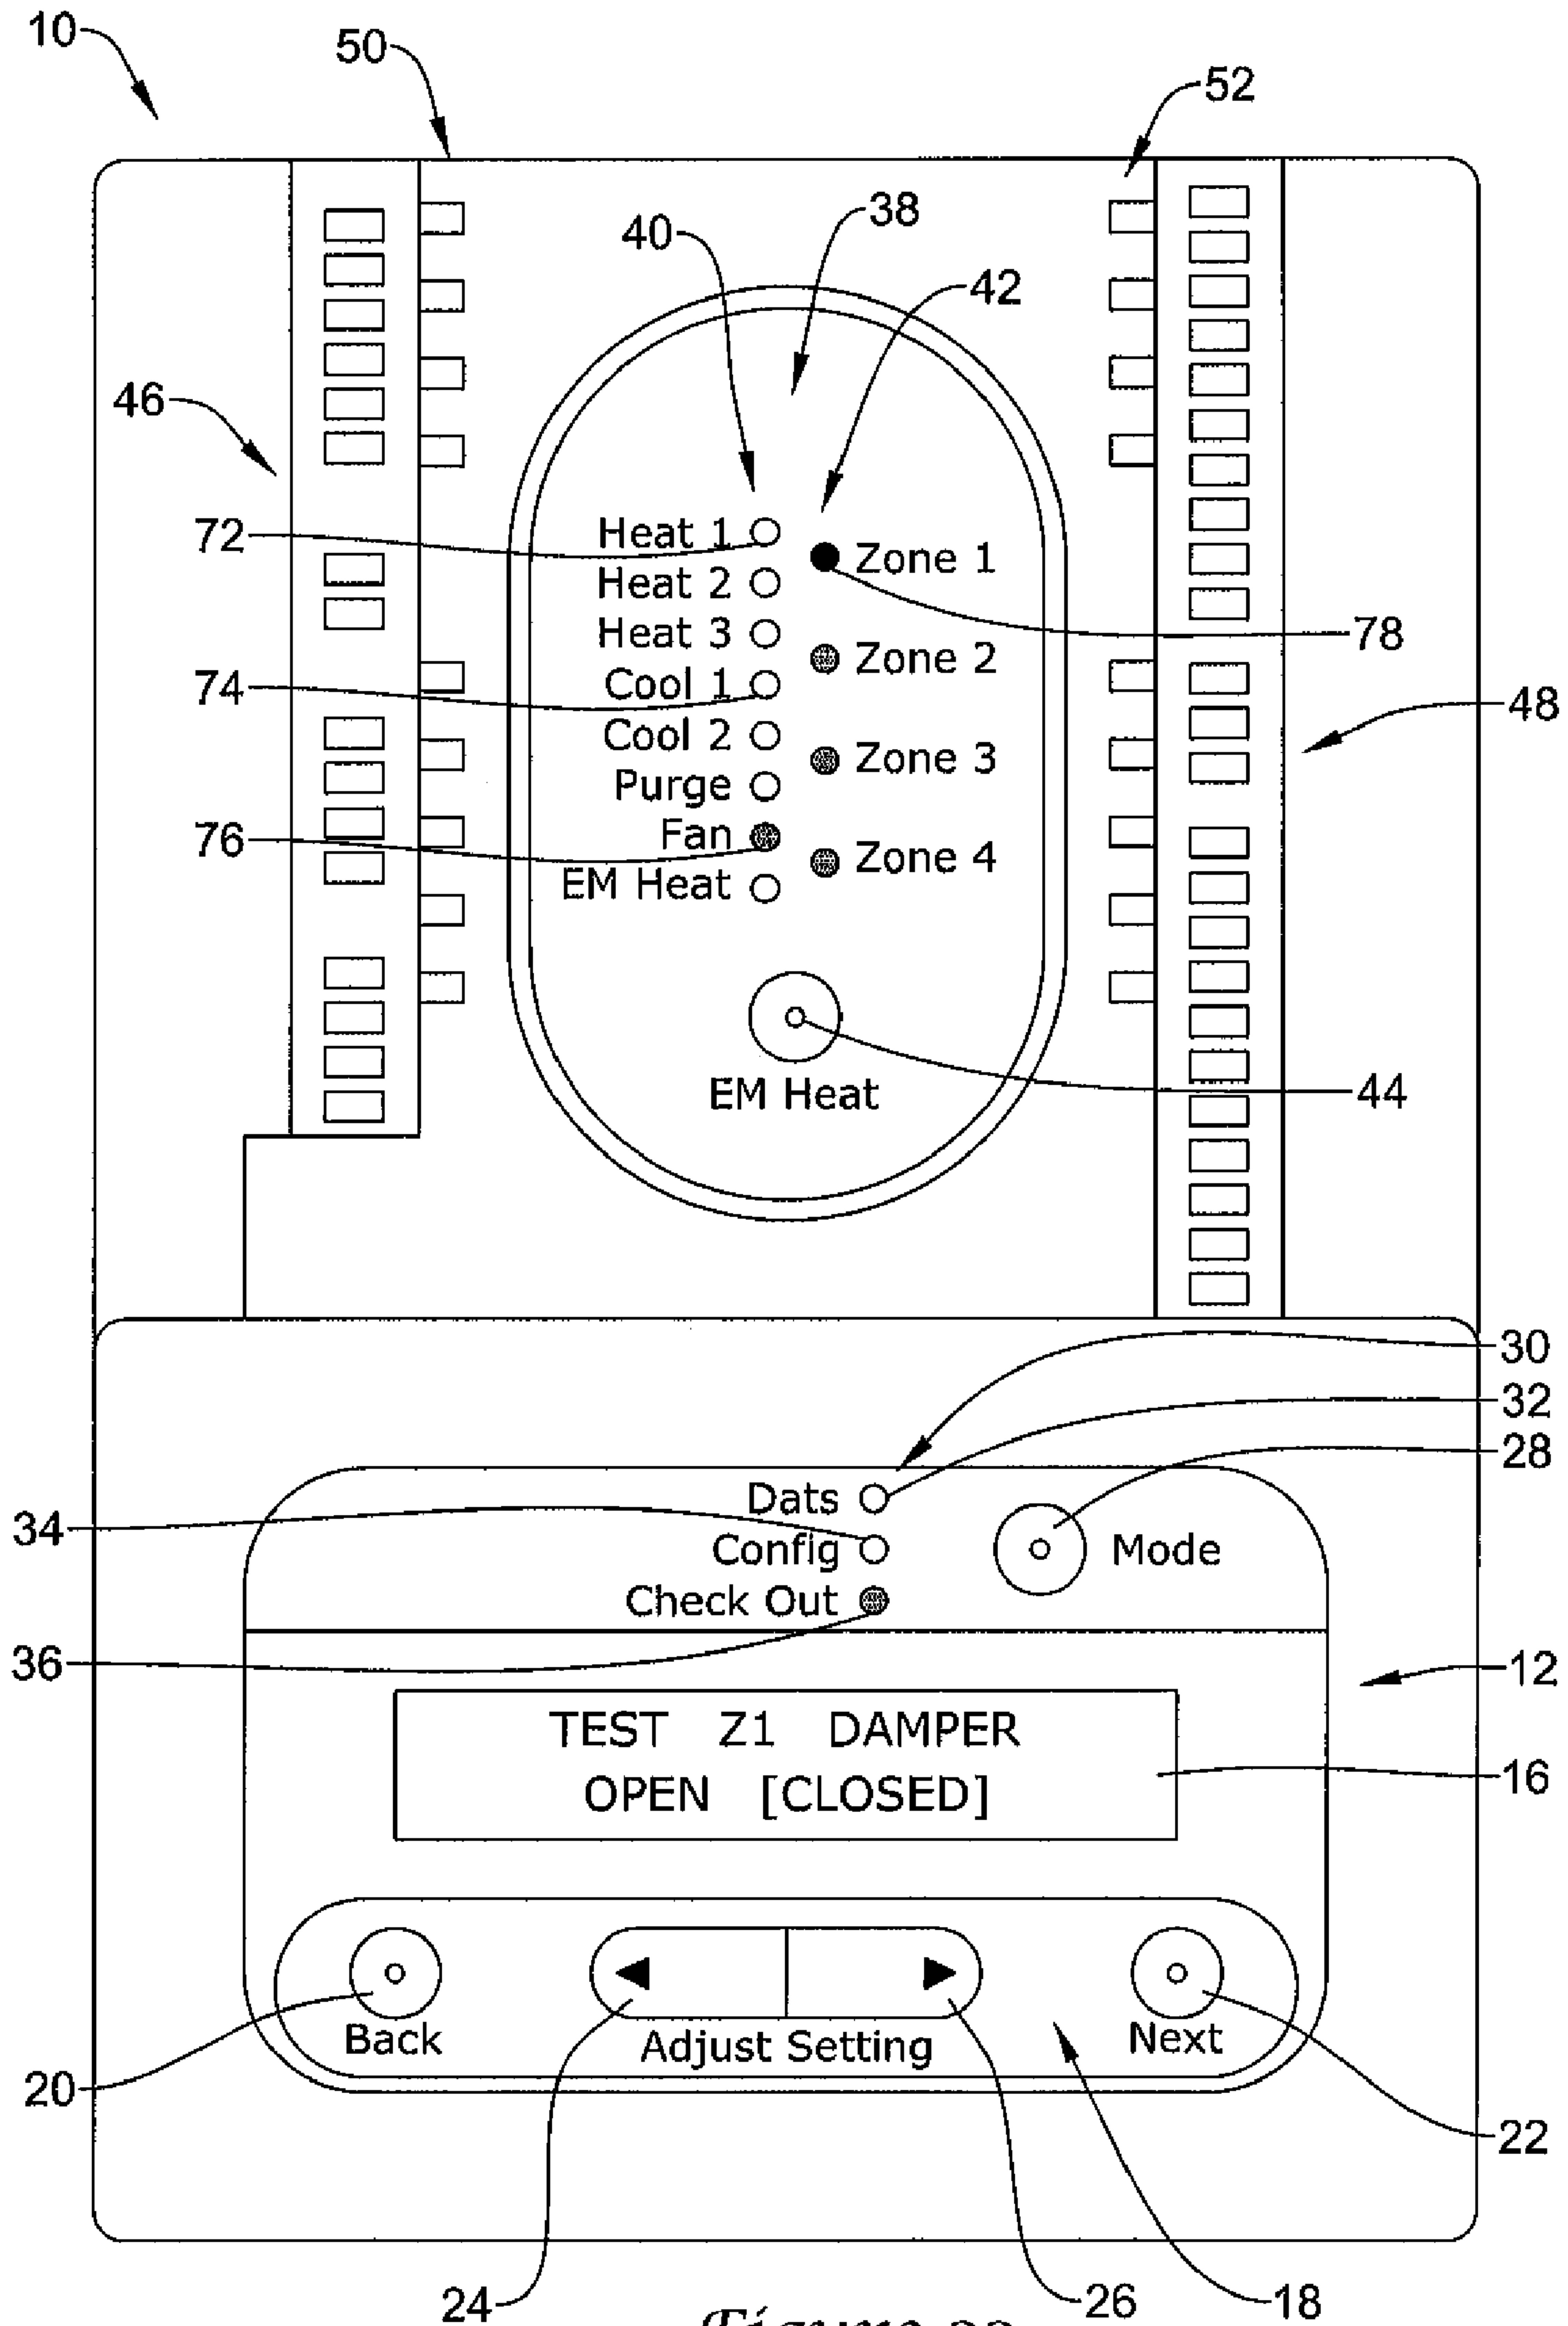 10
50
52
38
40
42
46
72
Heat 1
Zone 1
Heat 2
78
Heat 3
Zone 2
74
Cool 1
48
Cool 2
Zone 3
Purge
76
Fan
Zone 4
EM Heat
44
EM Heat
30
32
28
Dats
34
Config
Mode
Check Out
36
12
TEST Z1 DAMPER
OPEN [CLOSED]
16
Back
Adjust Setting
Next
20
22
24
26
18
Figure